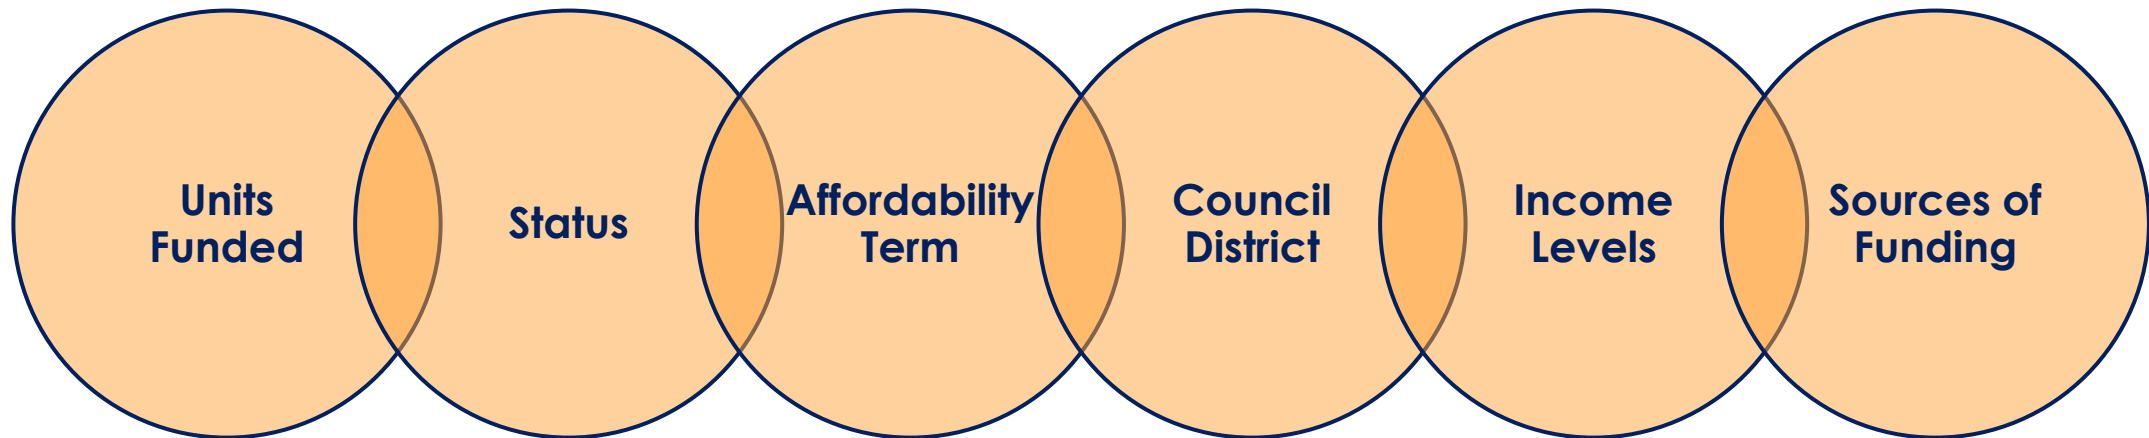 Units
Funded
Status
Affordability
Term
Council
District
Income
Levels
Sources of
Funding